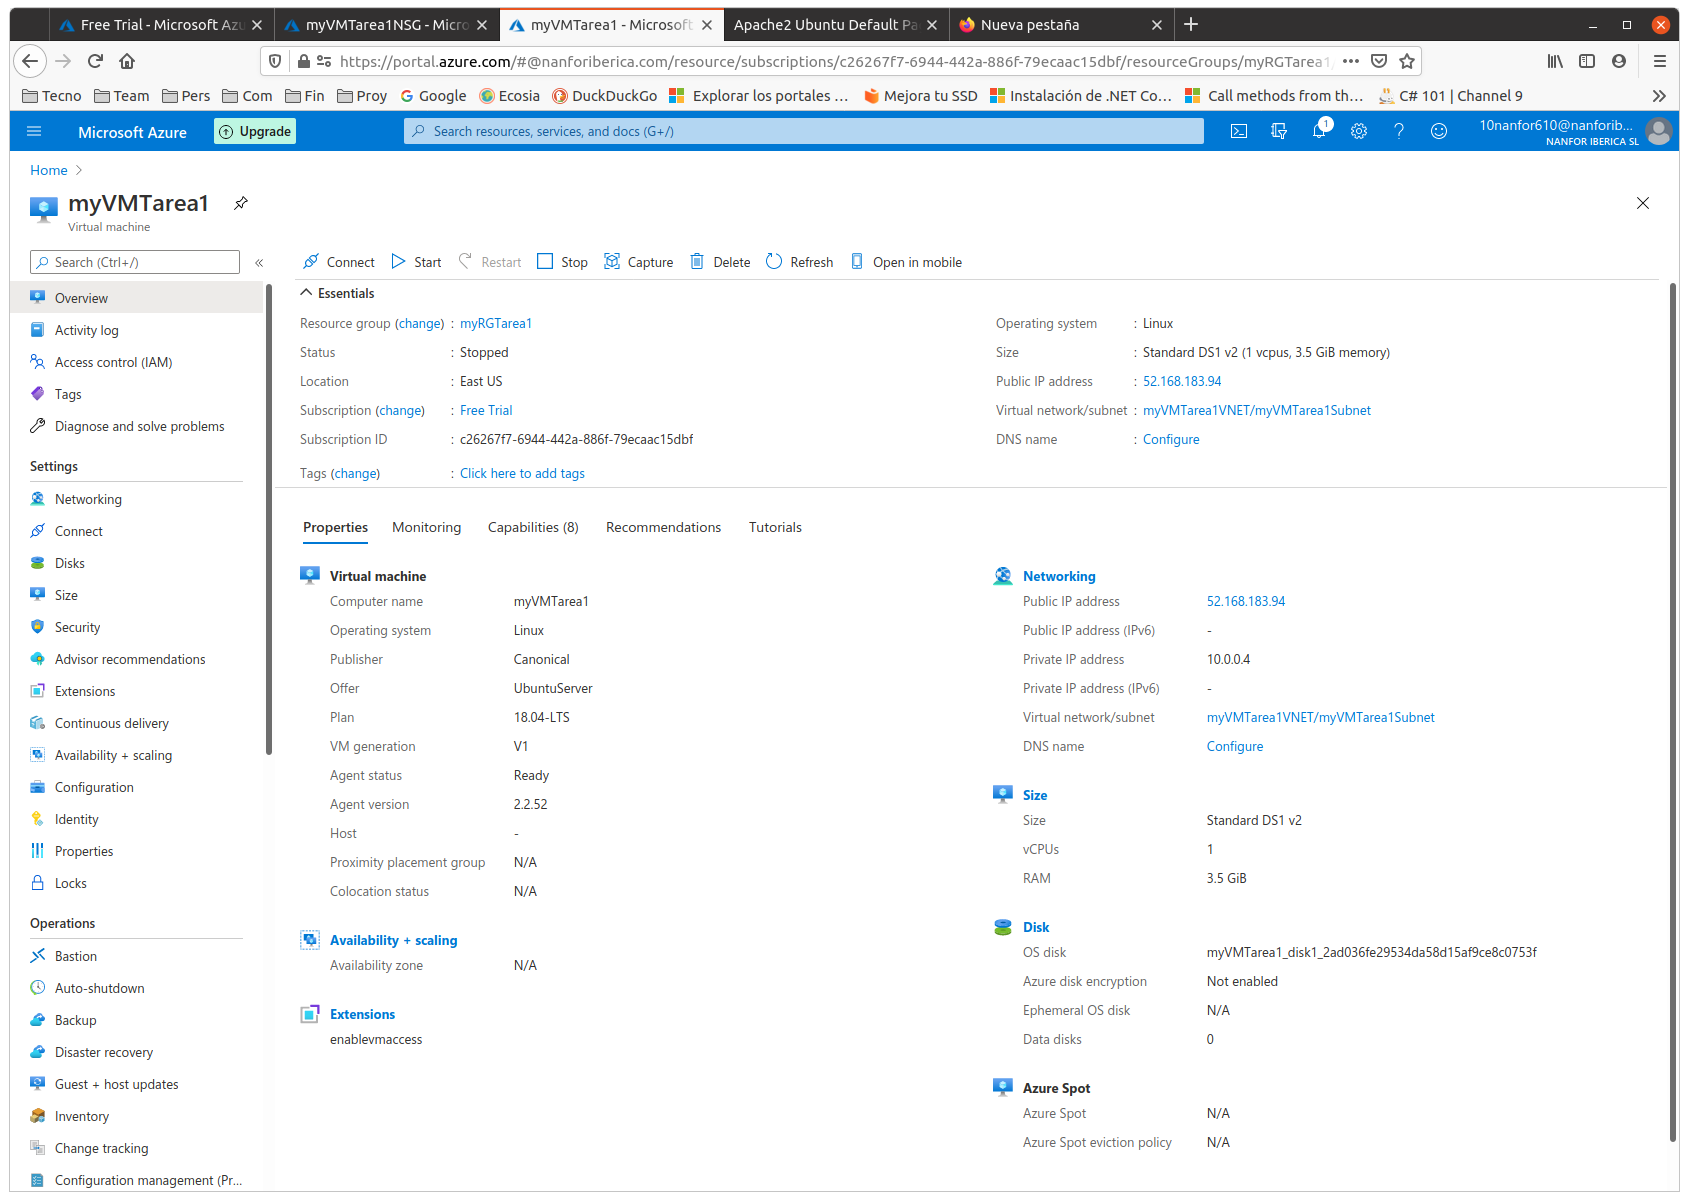 Free Trial - Microsoft Azu
myVMTarea1NSG - Micro
myVMTarea1 - Microsoft
Apache2 Ubuntu Default Pa
Nueva pestaña
https://portal.azure.com/#@nanforiberica.com/resource/subscriptions/c26267f7-6944-442a-886f-79ecaac15dbf/resourceGroups/myRGTarea1/
Tecno Team Pers Com Fin Proy Google Ecosia DuckDuckGo Explorar los portales ... Mejora tu SSD Instalación de .NET Co... Call methods from th... C# 101 | Channel 9
Microsoft Azure
Upgrade
Search resources, services, and docs (G+/)
1
10nanfor610@nanforib...
NANFOR IBERICA SL
Home
myVMTarea1
Virtual machine
Search (Ctrl+/)
Overview
Activity log
Access control (IAM)
Tags
Diagnose and solve problems
Settings
Networking
Connect
Disks
Size
Security
Advisor recommendations
Extensions
Continuous delivery
Availability + scaling
Configuration
Identity
Properties
Locks
Operations
Bastion
Auto-shutdown
Backup
Disaster recovery
Guest + host updates
Inventory
Change tracking
Configuration management (Pr...
Connect Start Restart Stop Capture Delete Refresh Open in mobile
Essentials
Resource group (change) : myRGTarea1
Status : Stopped
Location : East US
Subscription (change) : Free Trial
Subscription ID : c26267f7-6944-442a-886f-79ecaac15dbf
Tags (change) : Click here to add tags
Operating system : Linux
Size : Standard DS1 v2 (1 vcpus, 3.5 GiB memory)
Public IP address : 52.168.183.94
Virtual network/subnet : myVMTarea1VNET/myVMTarea1Subnet
DNS name : Configure
Properties Monitoring Capabilities (8) Recommendations Tutorials
Virtual machine
Computer name myVMTarea1
Operating system Linux
Publisher Canonical
Offer UbuntuServer
Plan 18.04-LTS
VM generation V1
Agent status Ready
Agent version 2.2.52
Host -
Proximity placement group N/A
Colocation status N/A
Availability + scaling
Availability zone N/A
Extensions
enablevmaccess
Networking
Public IP address 52.168.183.94
Public IP address (IPv6) -
Private IP address 10.0.0.4
Private IP address (IPv6) -
Virtual network/subnet myVMTarea1VNET/myVMTarea1Subnet
DNS name Configure
Size
Size Standard DS1 v2
vCPUs 1
RAM 3.5 GiB
Disk
OS disk myVMTarea1_disk1_2ad036fe29534da58d15af9ce8c0753f
Azure disk encryption Not enabled
Ephemeral OS disk N/A
Data disks 0
Azure Spot
Azure Spot N/A
Azure Spot eviction policy N/A